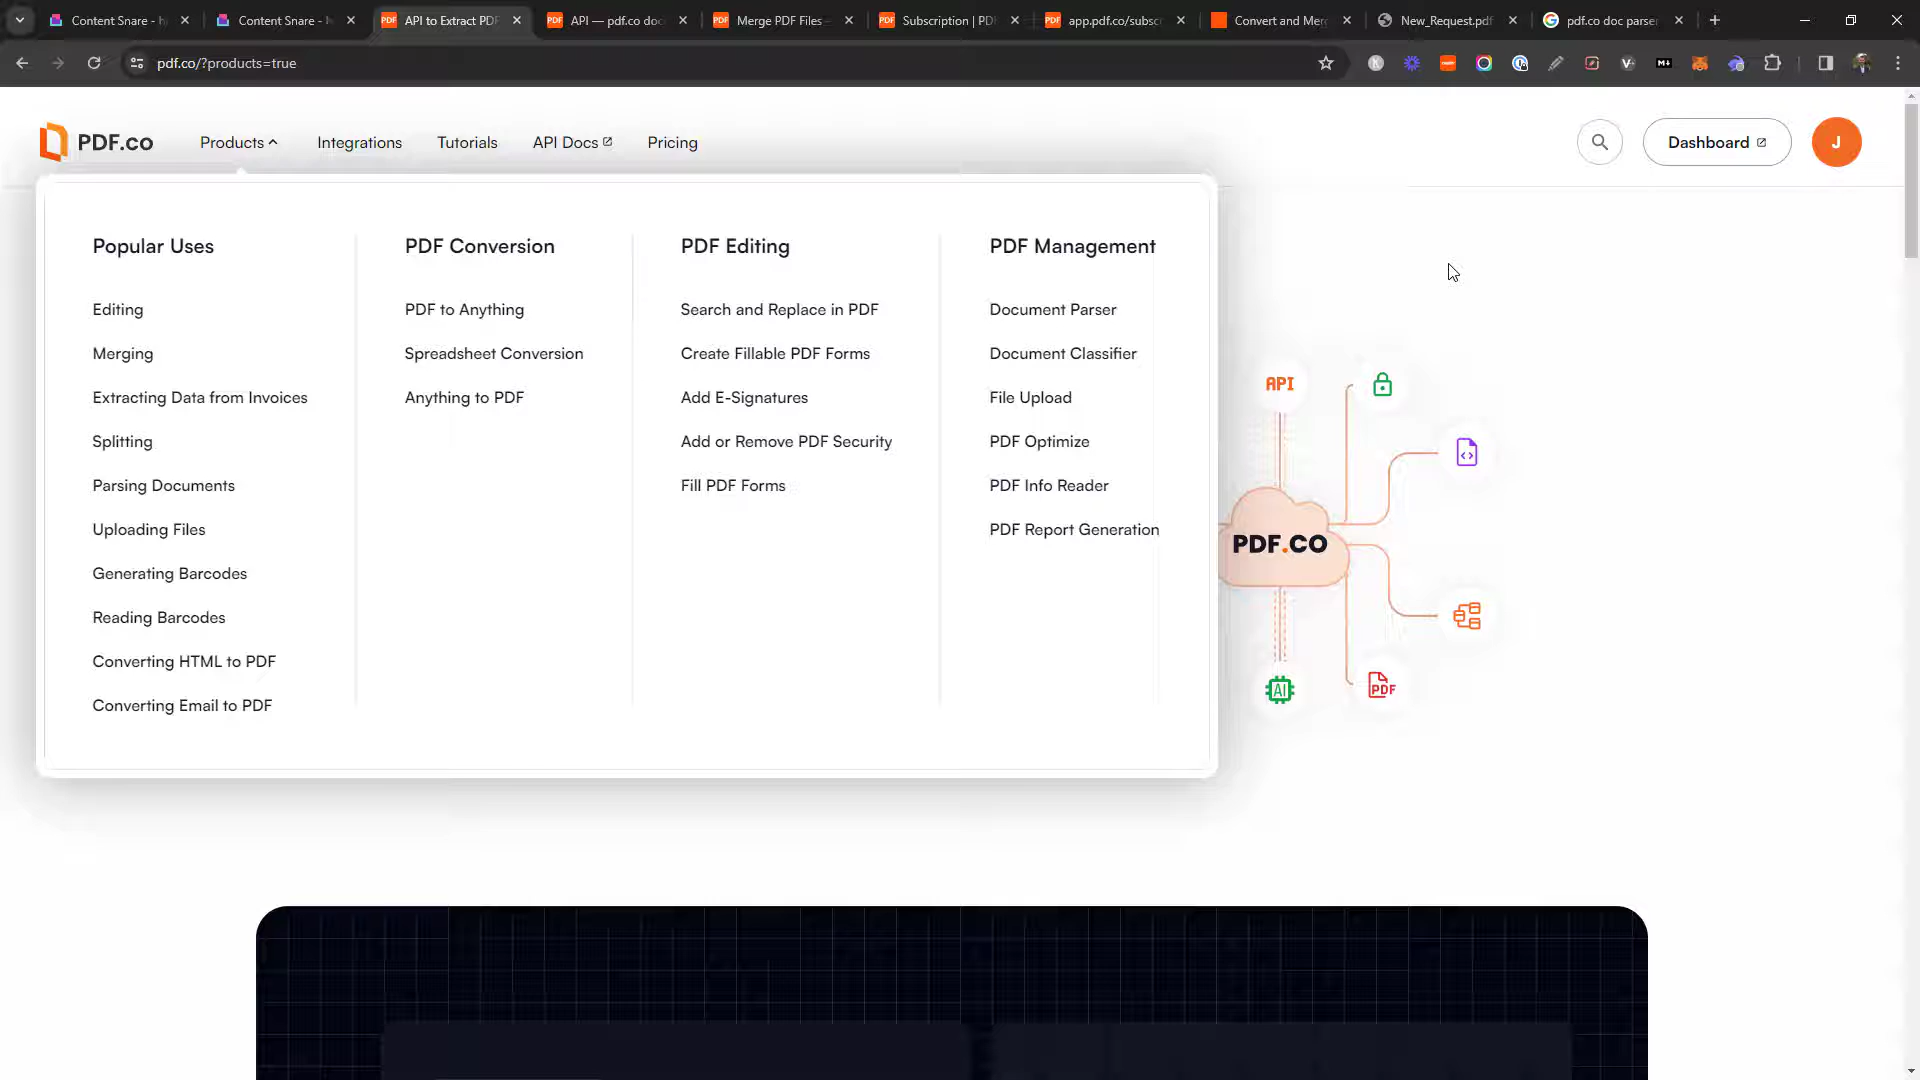 Content Snare - h
Content Snare - h
API to Extract PDF
API — pdf.co doc
Merge PDF Files –
Subscription | PDF
app.pdf.co/subsc
Convert and Merg
New_Request.pdf
pdf.co doc parser
pdf.co/?products=true
PDF.co
Products
Integrations
Tutorials
API Docs
Pricing
Dashboard
J
Popular Uses
Editing
Merging
Extracting Data from Invoices
Splitting
Parsing Documents
Uploading Files
Generating Barcodes
Reading Barcodes
Converting HTML to PDF
Converting Email to PDF
PDF Conversion
PDF to Anything
Spreadsheet Conversion
Anything to PDF
PDF Editing
Search and Replace in PDF
Create Fillable PDF Forms
Add E-Signatures
Add or Remove PDF Security
Fill PDF Forms
PDF Management
Document Parser
Document Classifier
File Upload
PDF Optimize
PDF Info Reader
PDF Report Generation
API
PDF.CO
AI
PDF